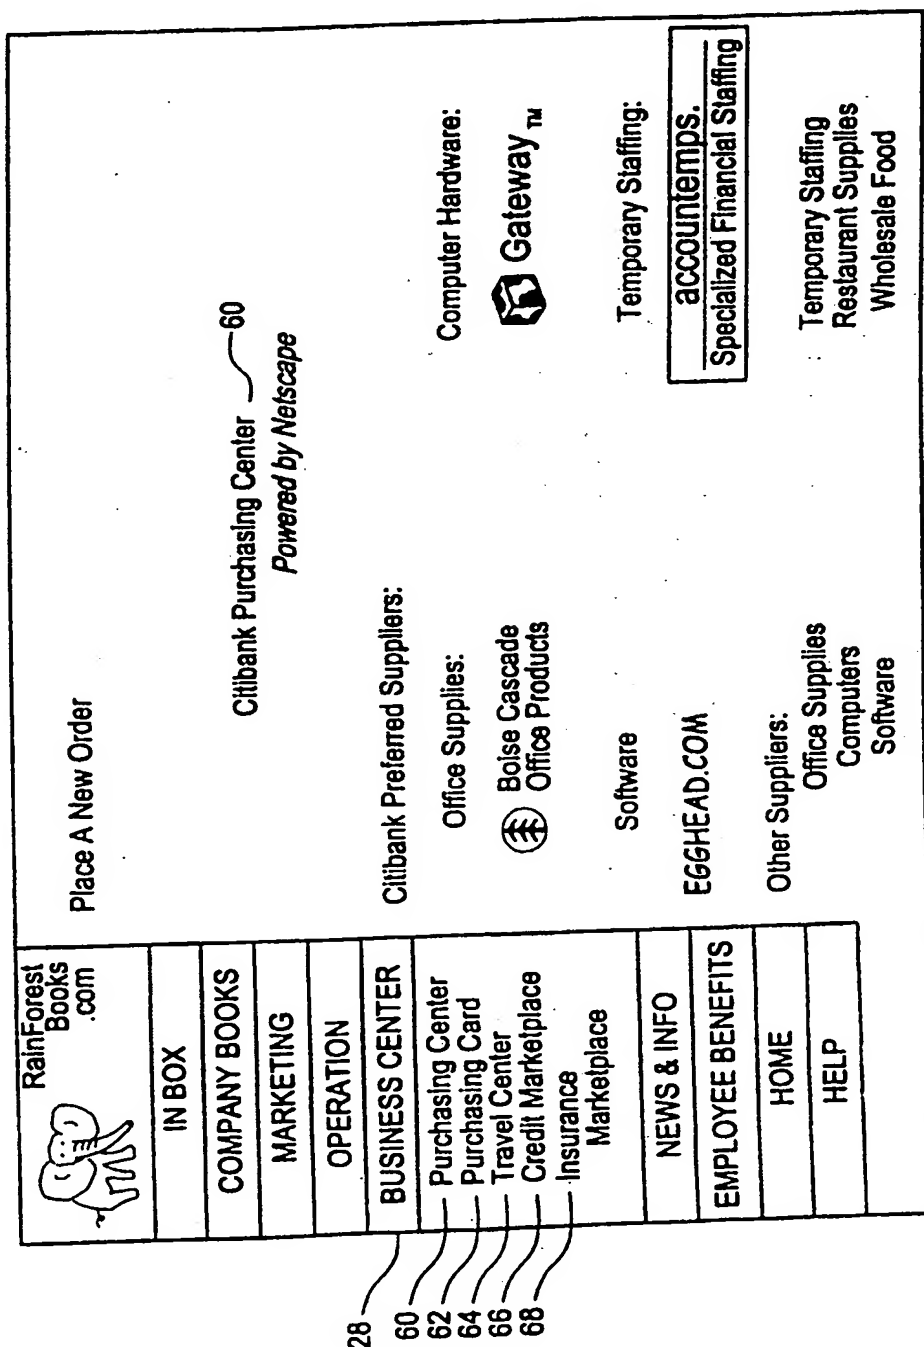 RainForest
Books
.com
IN BOX
COMPANY BOOKS
MARKETING
OPERATION
BUSINESS CENTER
Purchasing Center
Purchasing Card
Travel Center
Credit Marketplace
Insurance
Marketplace
NEWS & INFO
EMPLOYEE BENEFITS
HOME
HELP
28
60
62
64
66
68
Place A New Order
Citibank Purchasing Center 60
Powered by Netscape
Citibank Preferred Suppliers:
Office Supplies:
Boise Cascade
Office Products
Computer Hardware:
Gateway TM
Software
EGGHEAD.COM
Temporary Staffing:
accountemps.
Specialized Financial Staffing
Other Suppliers:
Office Supplies
Computers
Software
Temporary Staffing
Restaurant Supplies
Wholesale Food